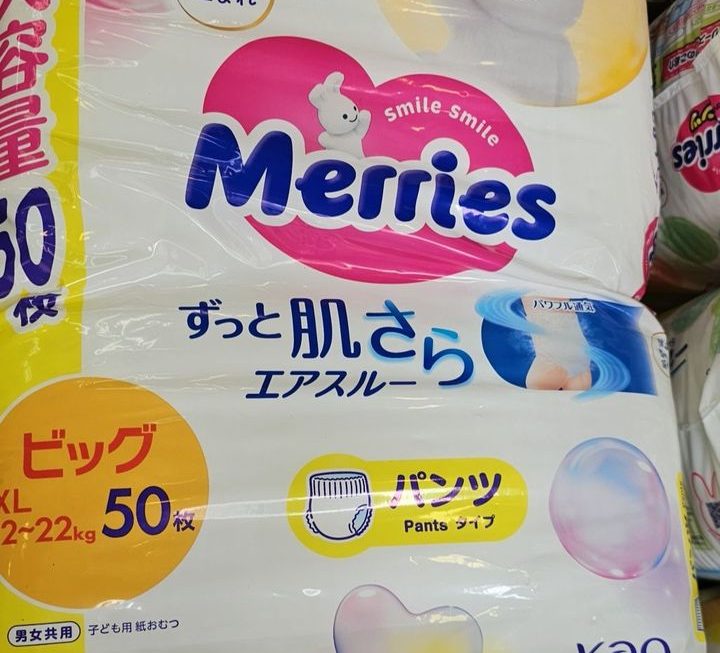 容量
50
枚
smile smile
Merries
ずっと肌さら
エアスルー
パワフル通気
ビッグ
XL
2~22kg 50枚
パンツ
Pants タイプ
男女共用 子ども用 紙おむつ
Kao